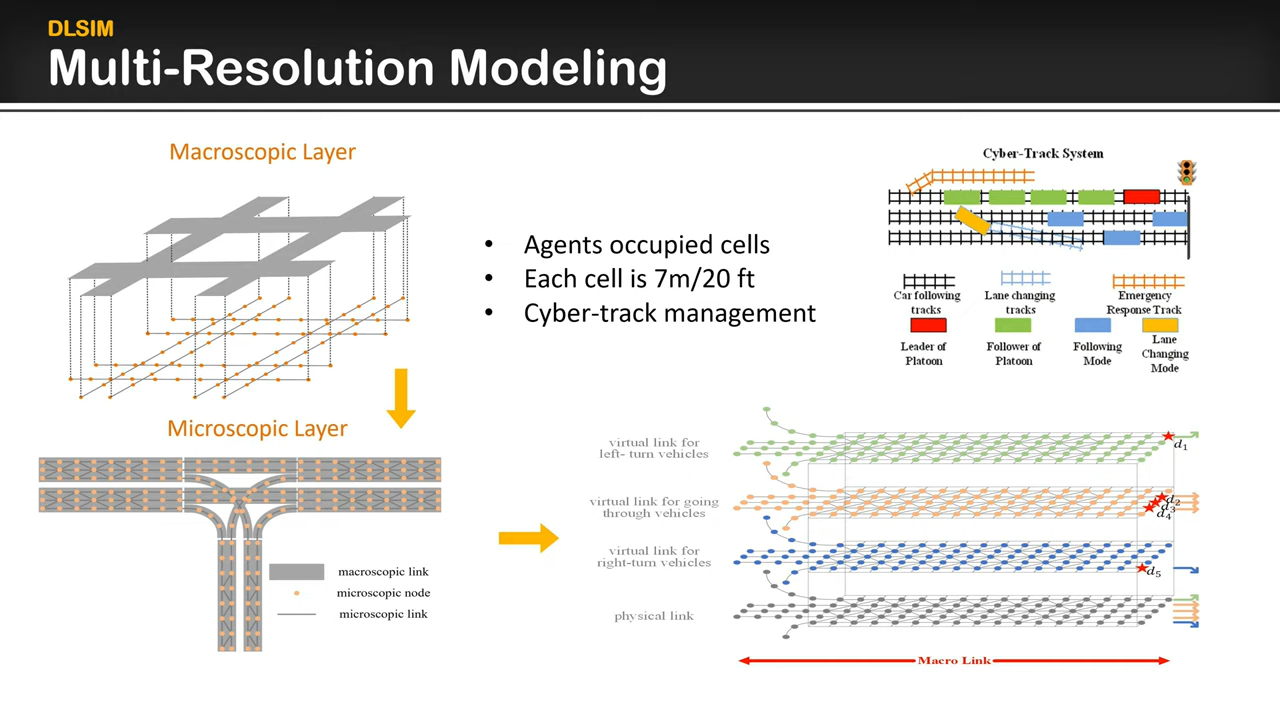 DLSIM
Multi-Resolution Modeling
Macroscopic Layer
Microscopic Layer
macroscopic link
microscopic node
microscopic link
• Agents occupied cells
• Each cell is 7m/20 ft
• Cyber-track management
Cyber-Track System
Car following
tracks
Lane changing
tracks
Emergency
Response Track
Leader of
Platoon
Follower of
Platoon
Following
Mode
Lane
Changing
Mode
virtual link for
left- turn vehicles
d1
virtual link for going
through vehicles
d2
d3
d4
virtual link for
right-turn vehicles
d5
physical link
Macro Link